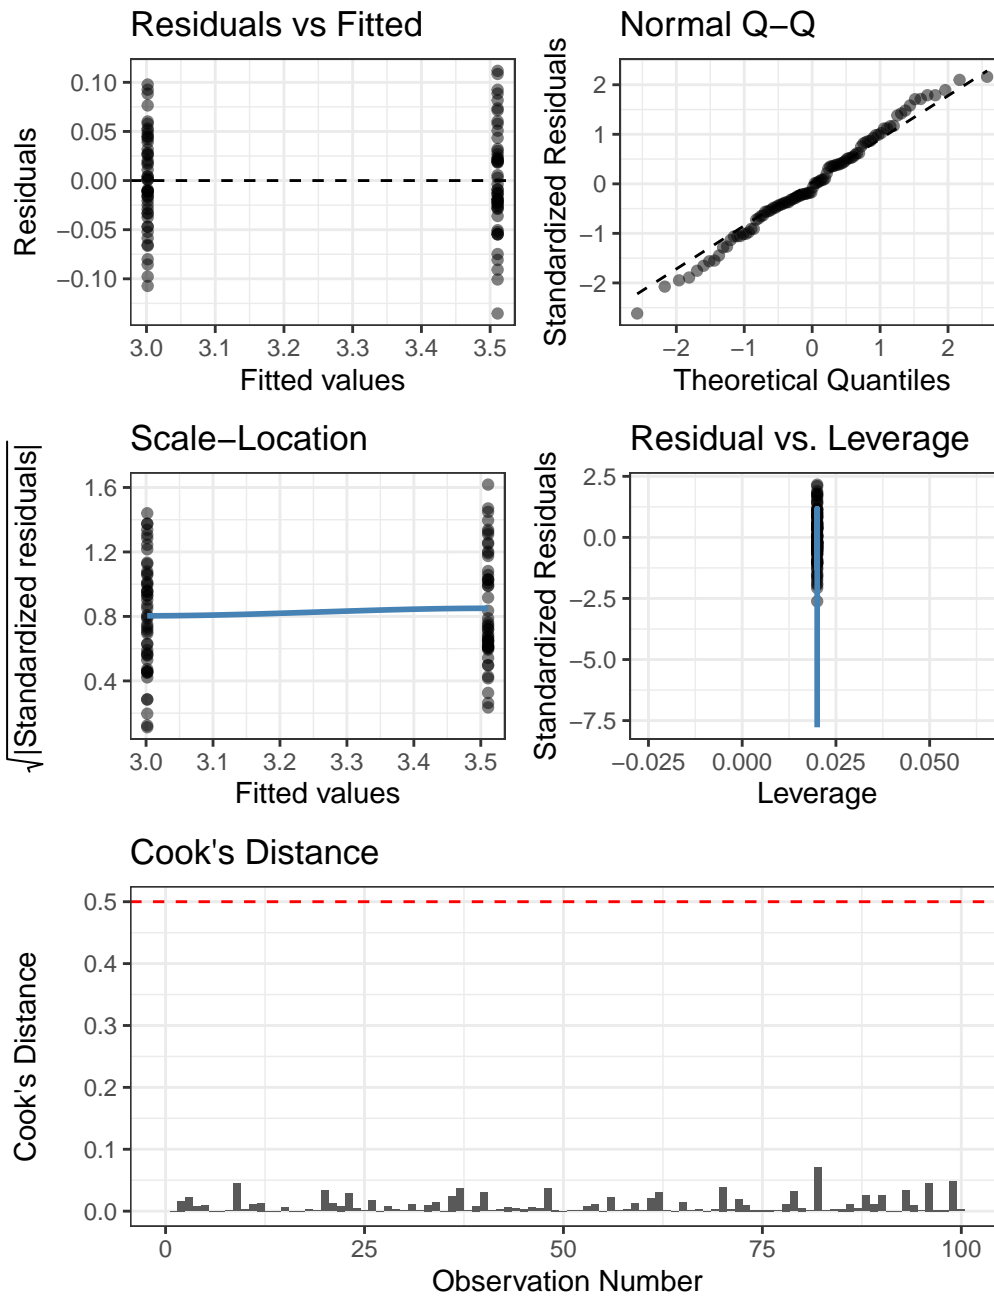 Residuals vs Fitted
Residuals
0.10
0.05
0.00
−0.05
−0.10
3.0 3.1 3.2 3.3 3.4 3.5
Fitted values
Normal Q−Q
Standardized Residuals
2
1
0
−1
−2
−2 −1 0 1 2
Theoretical Quantiles
Scale−Location
√|Standardized residuals|
1.6
1.2
0.8
0.4
3.0 3.1 3.2 3.3 3.4 3.5
Fitted values
Residual vs. Leverage
Standardized Residuals
2.5
0.0
−2.5
−5.0
−7.5
−0.025 0.000 0.025 0.050
Leverage
Cook's Distance
Cook's Distance
0.5
0.4
0.3
0.2
0.1
0.0
0 25 50 75 100
Observation Number